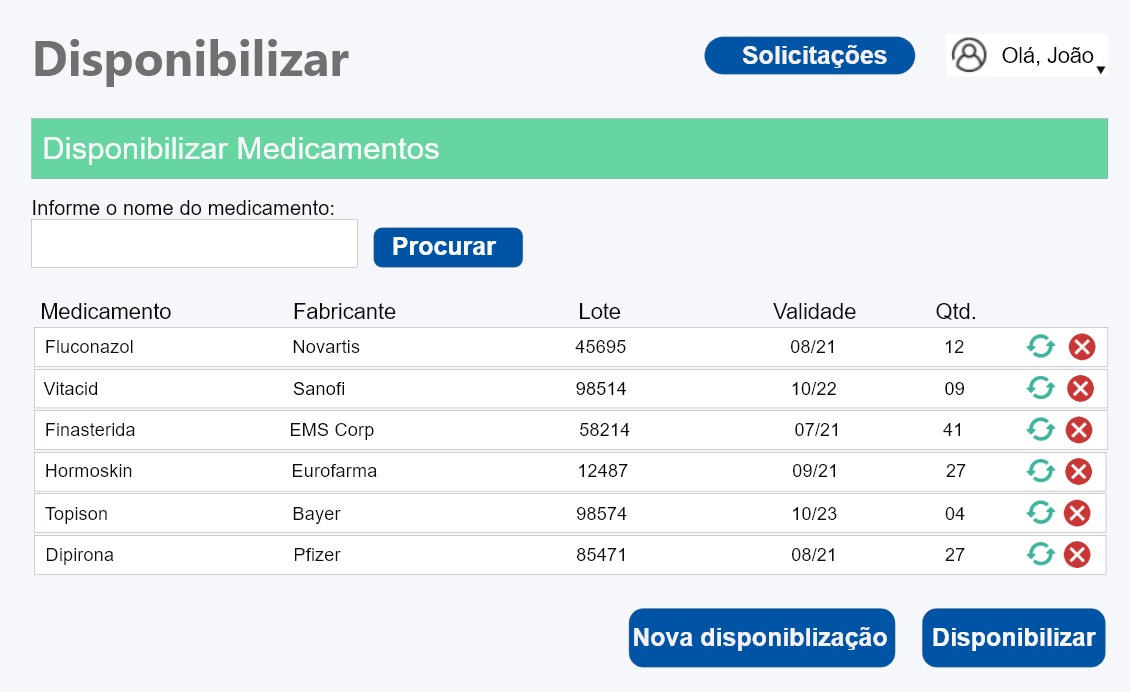 Disponibilizar
Solicitações
Olá, João
Disponibilizar Medicamentos
Informe o nome do medicamento:
Procurar
Medicamento Fabricante Lote Validade Qtd.
Fluconazol Novartis 45695 08/21 12
Vitacid Sanofi 98514 10/22 09
Finasterida EMS Corp 58214 07/21 41
Hormoskin Eurofarma 12487 09/21 27
Topison Bayer 98574 10/23 04
Dipirona Pfizer 85471 08/21 27
Nova disponiblização Disponibilizar